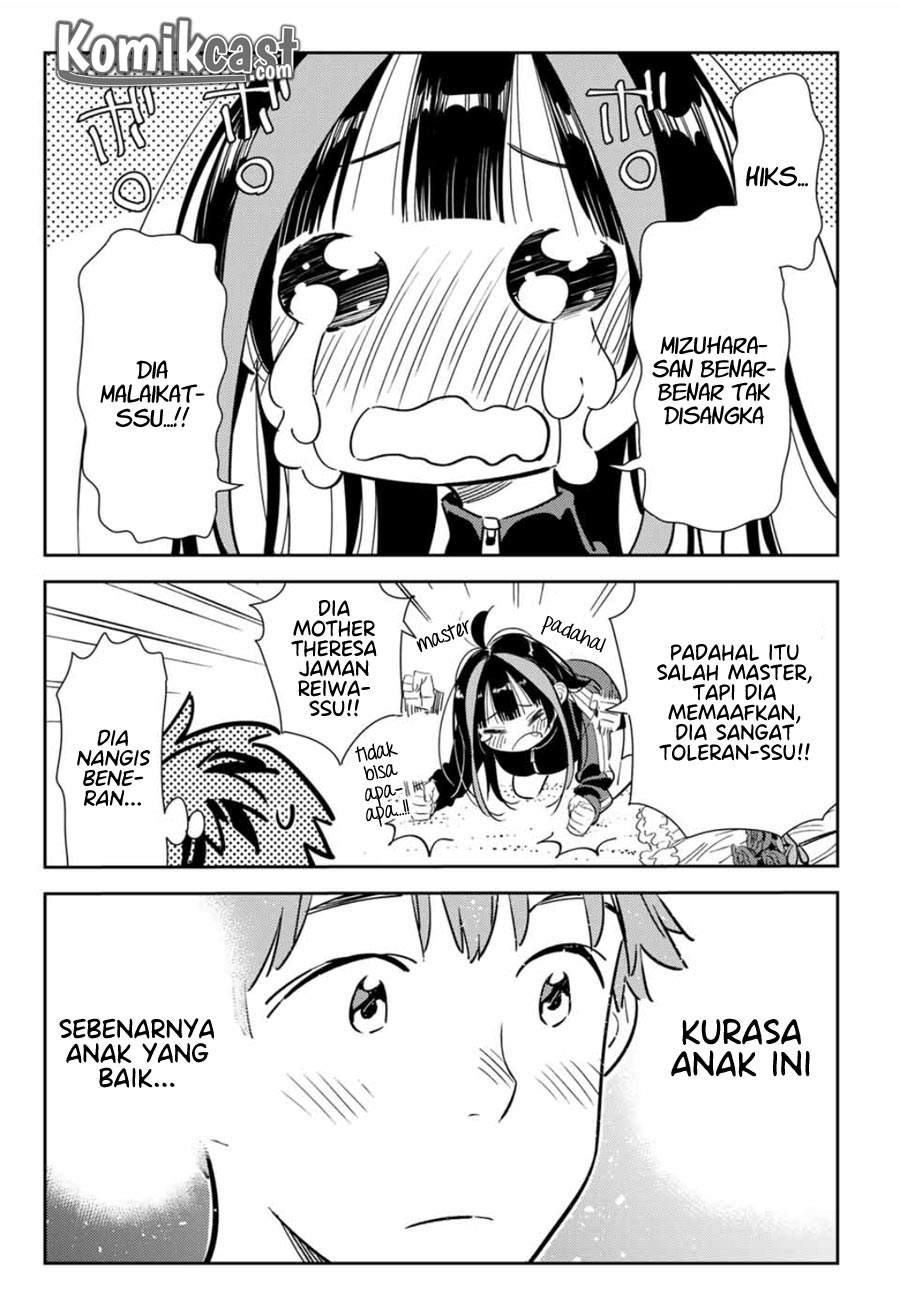 Komikcast
.com
HIKS...
MIZUHARA-
SAN BENAR-
BENAR TAK
DISANGKA
ボ
ボ
DIA
MALAIKAT-
SSU...!!
PADAHAL ITU
SALAH MASTER,
TAPI DIA
MEMAAFKAN,
DIA SANGAT
TOLERAN-SSU!!
padahal
master
DIA
MOTHER
THERESA
JAMAN
REIWA-
SSU!!
tidak
bisa
apa-
apa...!!
DIA
NANGIS
BENE-
RAN...
KURASA
ANAK INI
SEBENARNYA
ANAK YANG
BAIK...